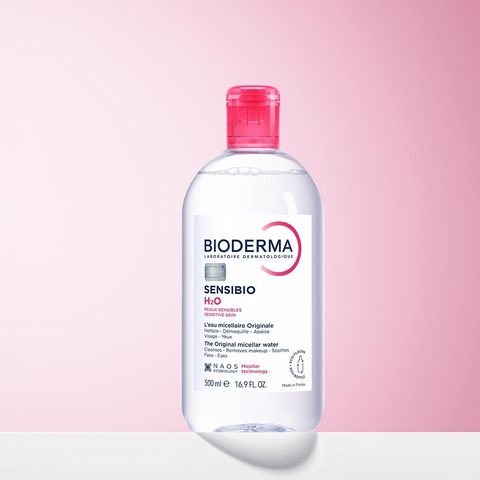 BIODERMA
LABORATOIRE DERMATOLOGIQUE
SENSIBIO
H₂O
PEAUX SENSIBLES
SENSITIVE SKIN
L'eau micellaire Originale
Nettoie - Démaquille - Apaise
Visage - Yeux
The Original micellar water
Cleanses - Removes makeup - Soothes
Face - Eyes
NAOS
ECOBIOLOGY
Micellar
technology
500 ml e 16.9 FL. OZ.
Made in France